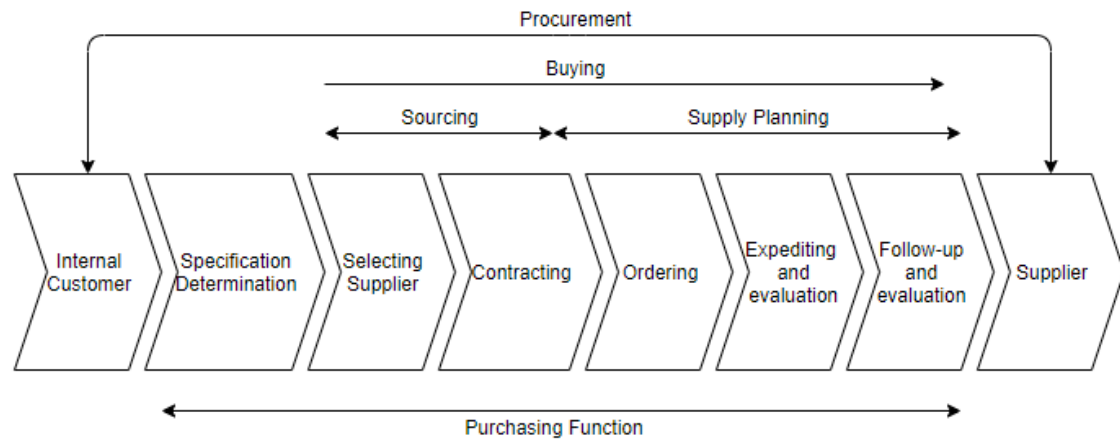 Procurement
Buying
Sourcing
Supply Planning
Internal
Customer
Specification
Determination
Selecting
Supplier
Contracting
Ordering
Expediting
and
evaluation
Follow-up
and
evaluation
Supplier
Purchasing Function